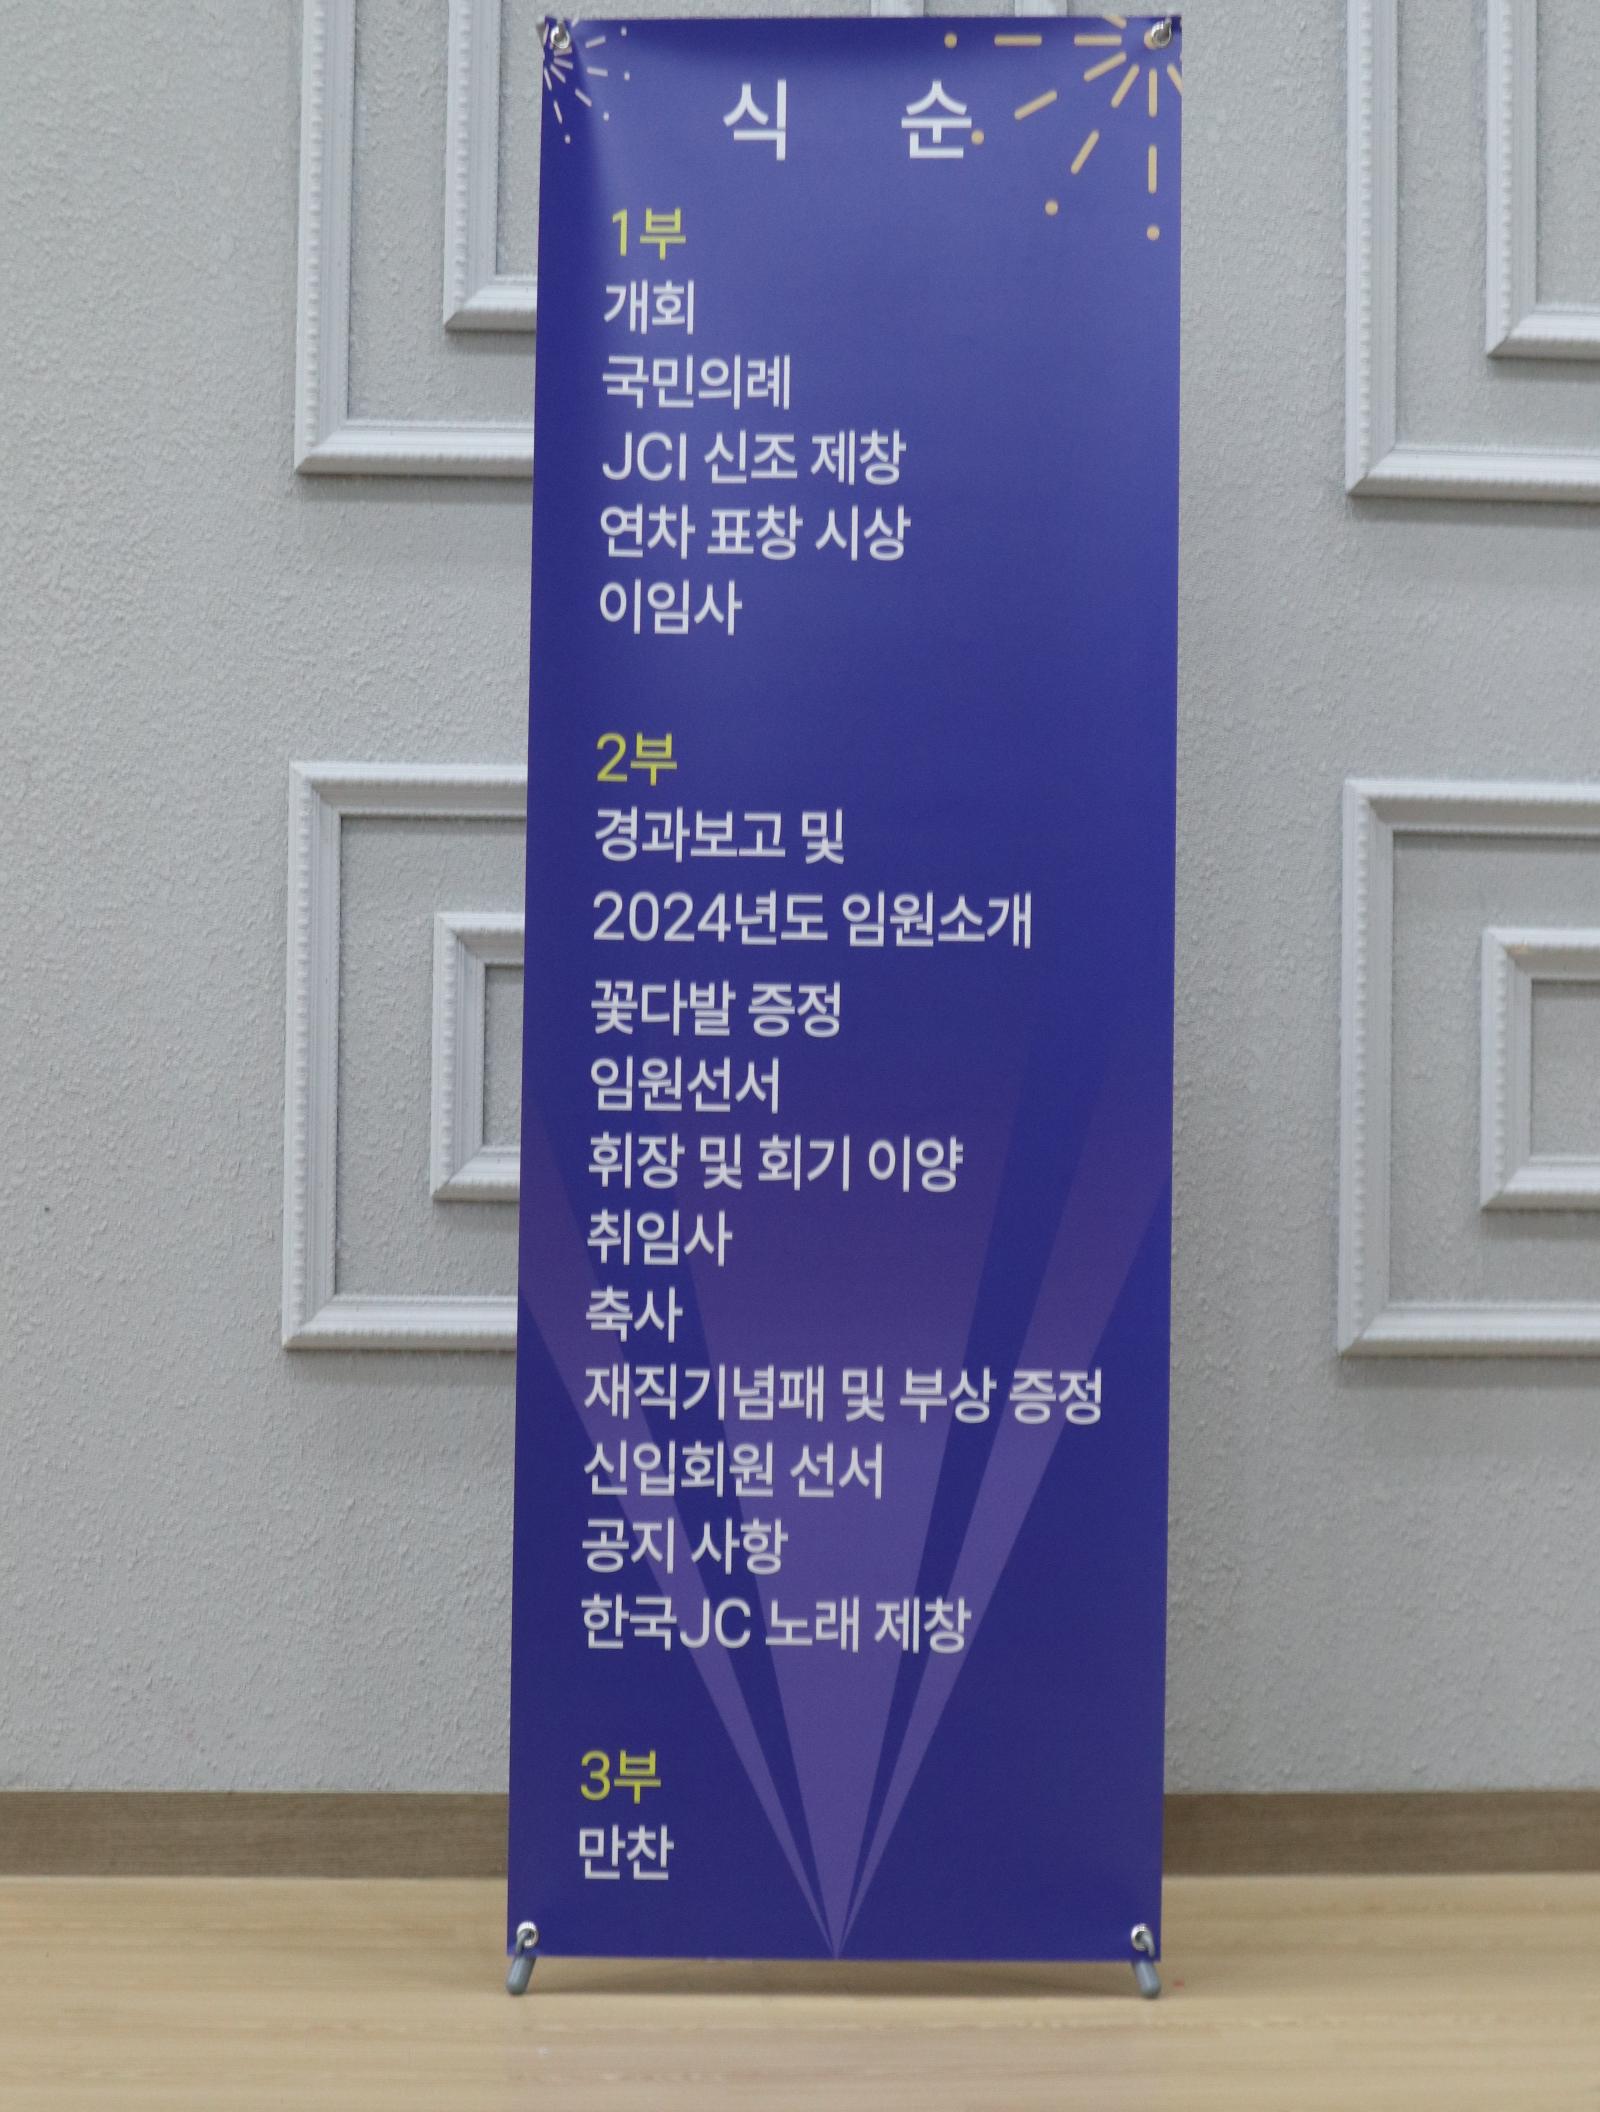 식 순
1부
개회
국민의례
JCI 신조 제창
연차 표창 시상
이임사
2부
경과보고 및
2024년도 임원소개
꽃다발 증정
임원선서
휘장 및 회기 이양
취임사
축사
재직기념패 및 부상 증정
신입회원 선서
공지 사항
한국JC 노래 제창
3부
만찬